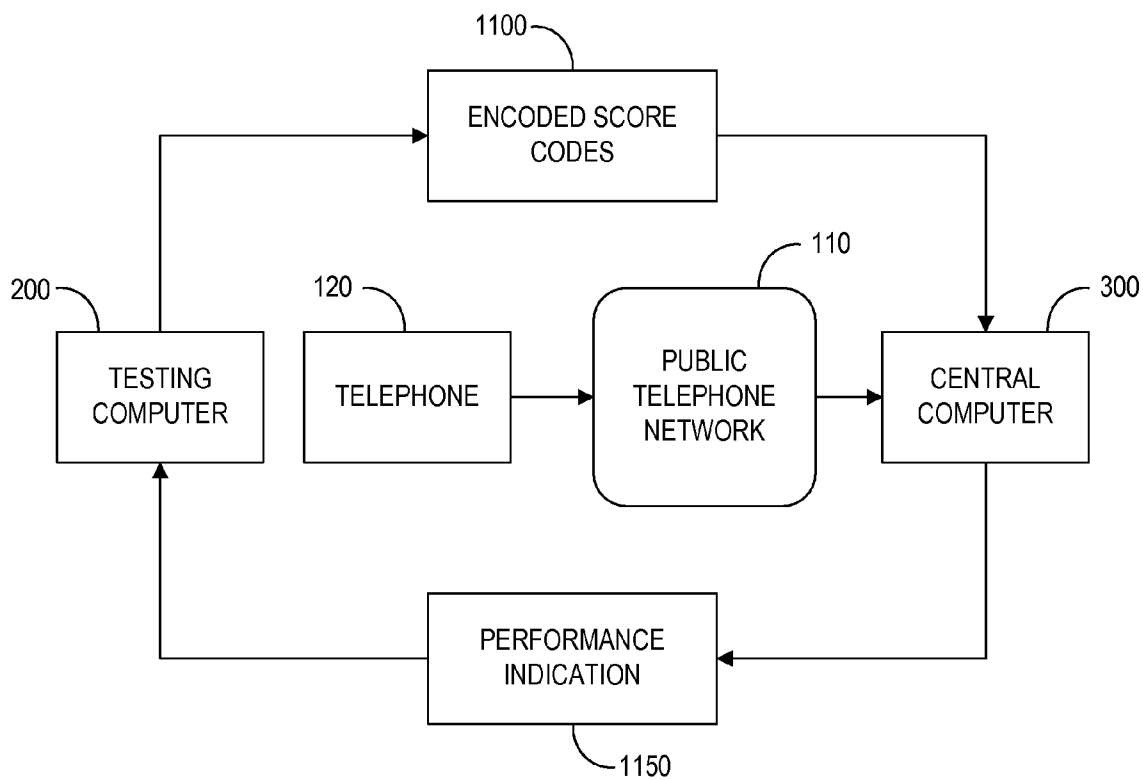 1100
ENCODED SCORE
CODES
110
200
120
300
TESTING
COMPUTER
TELEPHONE
PUBLIC
TELEPHONE
NETWORK
CENTRAL
COMPUTER
PERFORMANCE
INDICATION
1150